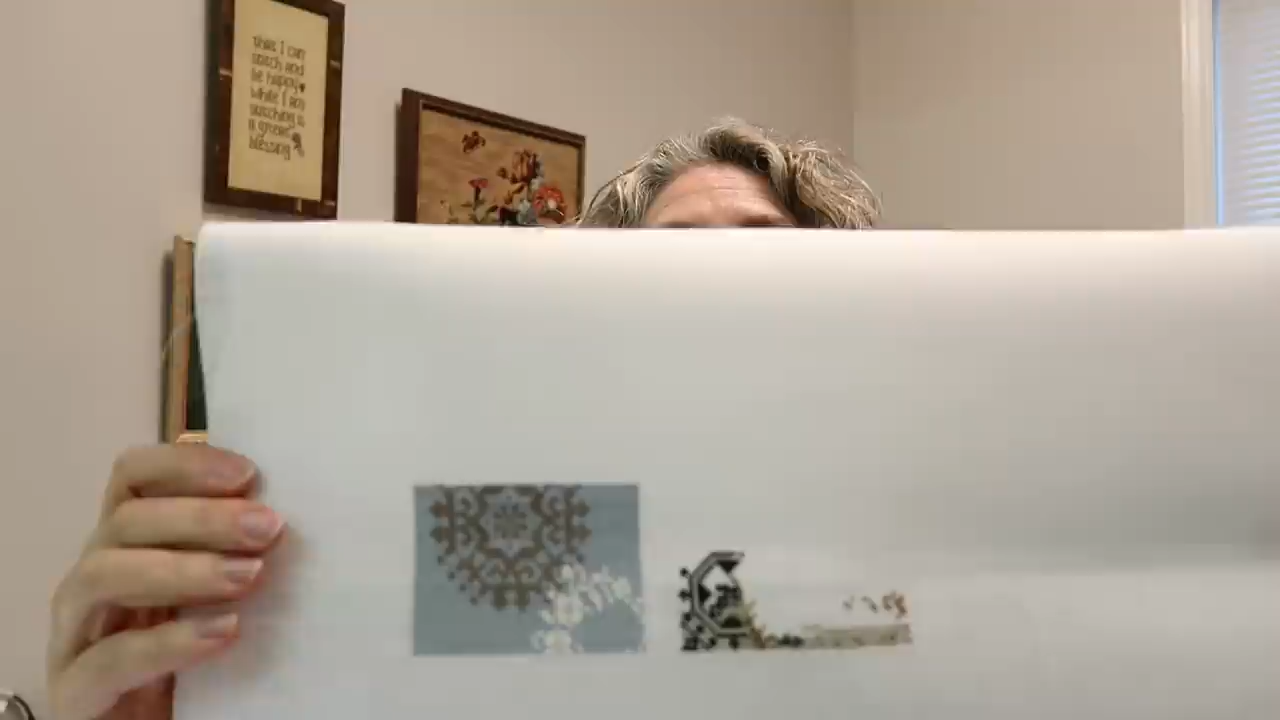 that I can
stitch and
be happy
while I am
stitching is
a great
blessing